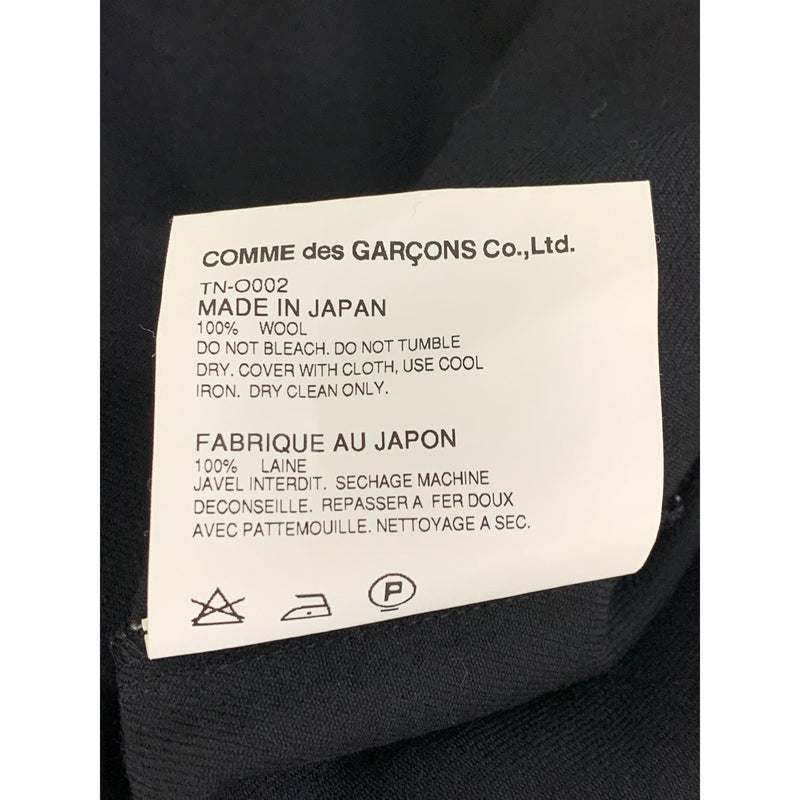 COMME des GARÇONS Co.,Ltd.
TN-O002
MADE IN JAPAN
100% WOOL
DO NOT BLEACH. DO NOT TUMBLE
DRY. COVER WITH CLOTH, USE COOL
IRON. DRY CLEAN ONLY.
FABRIQUE AU JAPON
100% LAINE
JAVEL INTERDIT. SECHAGE MACHINE
DECONSEILLE. REPASSER A FER DOUX
AVEC PATTEMOUILLE. NETTOYAGE A SEC.
P